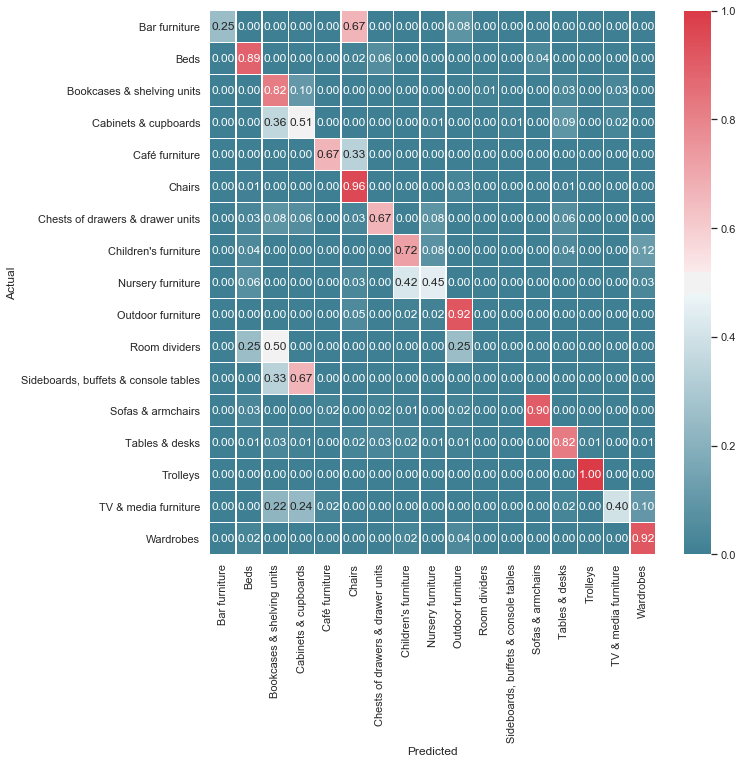 Bar furniture 0.25 0.00 0.00 0.00 0.00 0.67 0.00 0.00 0.00 0.08 0.00 0.00 0.00 0.00 0.00 0.00 0.00
Beds 0.00 0.89 0.00 0.00 0.00 0.02 0.06 0.00 0.00 0.00 0.00 0.00 0.04 0.00 0.00 0.00 0.00
Bookcases & shelving units 0.00 0.00 0.82 0.10 0.00 0.00 0.00 0.00 0.00 0.00 0.01 0.00 0.00 0.03 0.00 0.03 0.00
Cabinets & cupboards 0.00 0.00 0.36 0.51 0.00 0.00 0.00 0.00 0.01 0.00 0.00 0.01 0.00 0.09 0.00 0.02 0.00
Café furniture 0.00 0.00 0.00 0.00 0.67 0.33 0.00 0.00 0.00 0.00 0.00 0.00 0.00 0.00 0.00 0.00 0.00
Chairs 0.00 0.01 0.00 0.00 0.00 0.96 0.00 0.00 0.00 0.03 0.00 0.00 0.00 0.01 0.00 0.00 0.00
Chests of drawers & drawer units 0.00 0.03 0.08 0.06 0.00 0.03 0.67 0.00 0.08 0.00 0.00 0.00 0.00 0.06 0.00 0.00 0.00
Children's furniture 0.00 0.04 0.00 0.00 0.00 0.00 0.00 0.72 0.08 0.00 0.00 0.00 0.00 0.04 0.00 0.00 0.12
Nursery furniture 0.00 0.06 0.00 0.00 0.00 0.03 0.00 0.42 0.45 0.00 0.00 0.00 0.00 0.00 0.00 0.00 0.03
Outdoor furniture 0.00 0.00 0.00 0.00 0.00 0.05 0.00 0.02 0.02 0.92 0.00 0.00 0.00 0.00 0.00 0.00 0.00
Room dividers 0.00 0.25 0.50 0.00 0.00 0.00 0.00 0.00 0.00 0.25 0.00 0.00 0.00 0.00 0.00 0.00 0.00
Sideboards, buffets & console tables 0.00 0.00 0.33 0.67 0.00 0.00 0.00 0.00 0.00 0.00 0.00 0.00 0.00 0.00 0.00 0.00 0.00
Sofas & armchairs 0.00 0.03 0.00 0.00 0.02 0.00 0.02 0.01 0.00 0.02 0.00 0.00 0.90 0.00 0.00 0.00 0.00
Tables & desks 0.00 0.01 0.03 0.01 0.00 0.02 0.03 0.02 0.01 0.01 0.00 0.00 0.00 0.82 0.01 0.00 0.01
Trolleys 0.00 0.00 0.00 0.00 0.00 0.00 0.00 0.00 0.00 0.00 0.00 0.00 0.00 0.00 1.00 0.00 0.00
TV & media furniture 0.00 0.00 0.22 0.24 0.02 0.00 0.00 0.00 0.00 0.00 0.00 0.00 0.00 0.02 0.00 0.40 0.10
Wardrobes 0.00 0.02 0.00 0.00 0.00 0.00 0.00 0.02 0.00 0.04 0.00 0.00 0.00 0.00 0.00 0.00 0.92
Actual
Bar furniture
Beds
Bookcases & shelving units
Cabinets & cupboards
Café furniture
Chairs
Chests of drawers & drawer units
Children's furniture
Nursery furniture
Outdoor furniture
Room dividers
Sideboards, buffets & console tables
Sofas & armchairs
Tables & desks
Trolleys
TV & media furniture
Wardrobes
Predicted
1.0
0.8
0.6
0.4
0.2
0.0